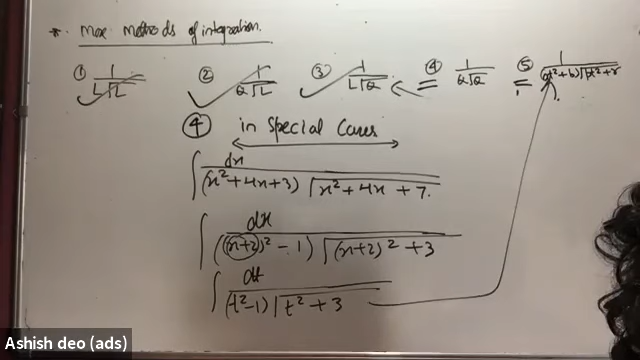 * More methods of integration.
① 1/(L√L) ② 1/(Q√L) ③ 1/(L√Q) ④ 1/(Q√Q) ⑤ 1/((x²+b)√(x²+r
④ in Special Cases
∫ dx/((x²+4x+3)√(x²+4x+7.))
∫ dx/(((x+2)²-1)√((x+2)²+3))
∫ dt/((t²-1)√(t²+3))
Ashish deo (ads)